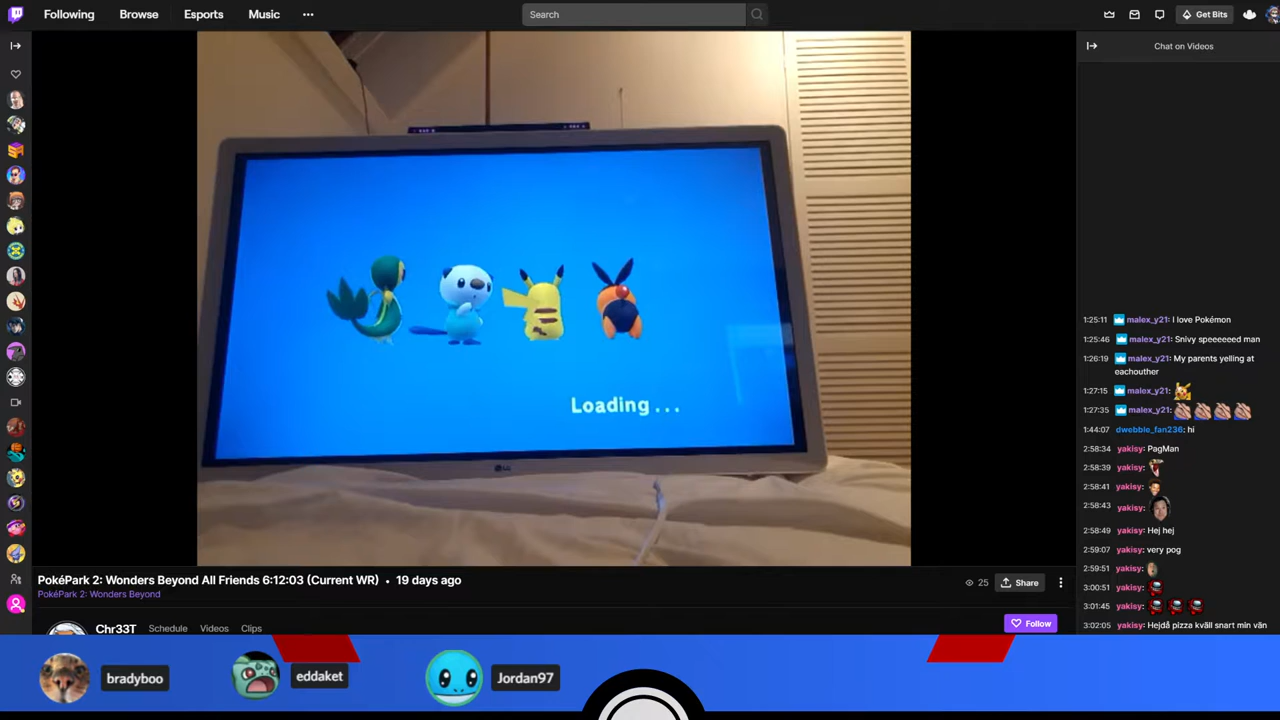 Following
Browse
Esports
Music
Search
Get Bits
Chat on Videos
Loading...
LG
1:25:11 malex_y21: I love Pokémon
1:25:46 malex_y21: Snivy speeeeeed man
1:26:19 malex_y21: My parents yelling at
eachouther
1:27:15 malex_y21:
1:27:35 malex_y21:
1:44:07 dwebble_fan236: hi
2:58:34 yakisy: PagMan
2:58:39 yakisy:
2:58:41 yakisy:
2:58:43 yakisy:
2:58:49 yakisy: Hej hej
2:59:07 yakisy: very pog
2:59:51 yakisy:
3:00:51 yakisy:
3:01:45 yakisy:
3:02:05 yakisy: Hejdå pizza kväll snart min vän
PokéPark 2: Wonders Beyond All Friends 6:12:03 (Current WR) • 19 days ago
25
Share
PokéPark 2: Wonders Beyond
Chr33T
Schedule
Videos
Clips
Follow
bradyboo
eddaket
Jordan97